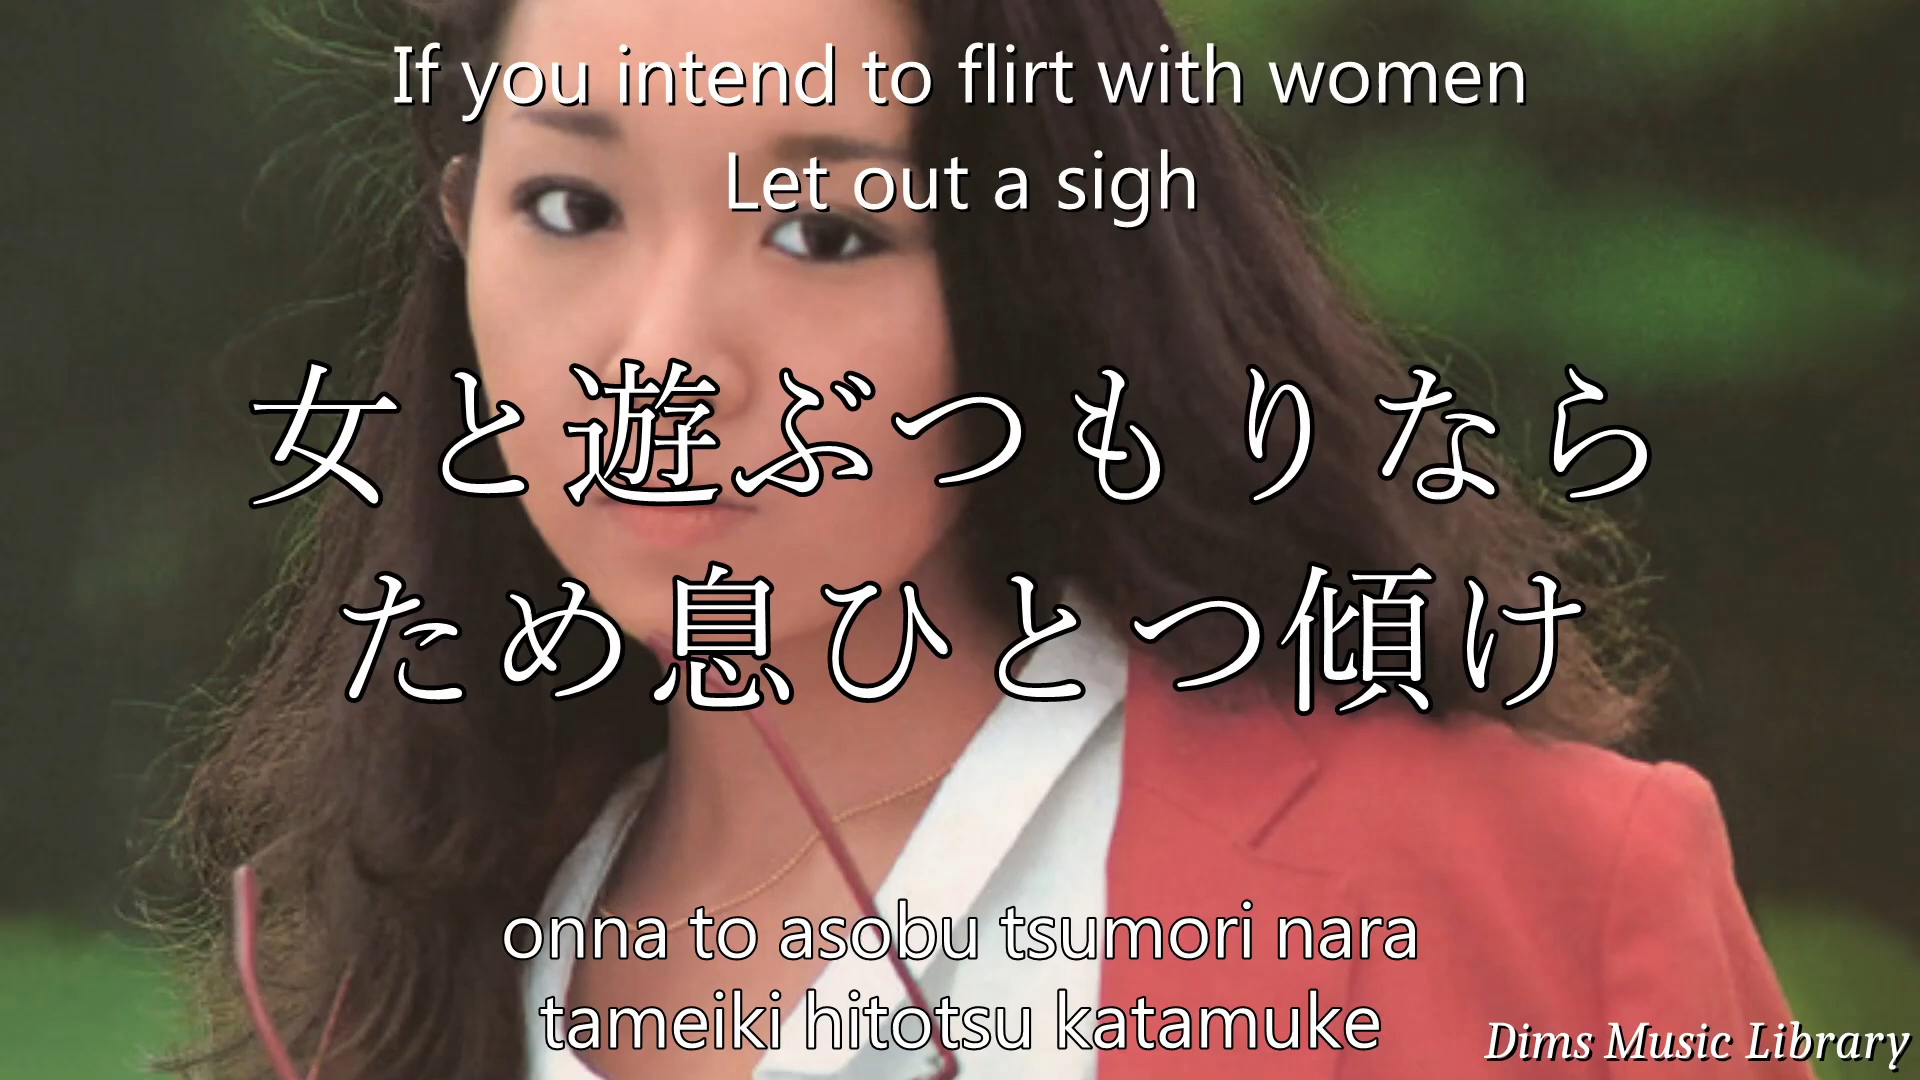 If you intend to flirt with women
Let out a sigh
女と遊ぶつもりなら
ため息ひとつ傾け
onna to asobu tsumori nara
tameiki hitotsu katamuke
Dims Music Library